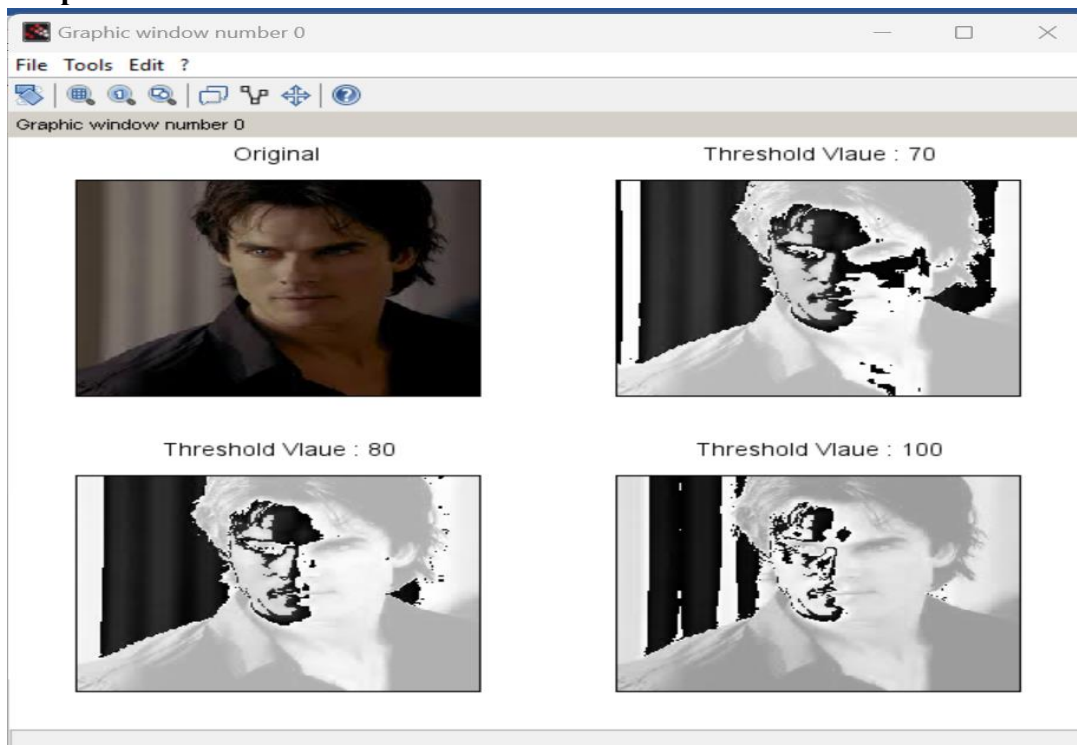 Graphic window number 0
File Tools Edit ?
Graphic window number 0
Original
Threshold Vlaue : 70
Threshold Vlaue : 80
Threshold Vlaue : 100